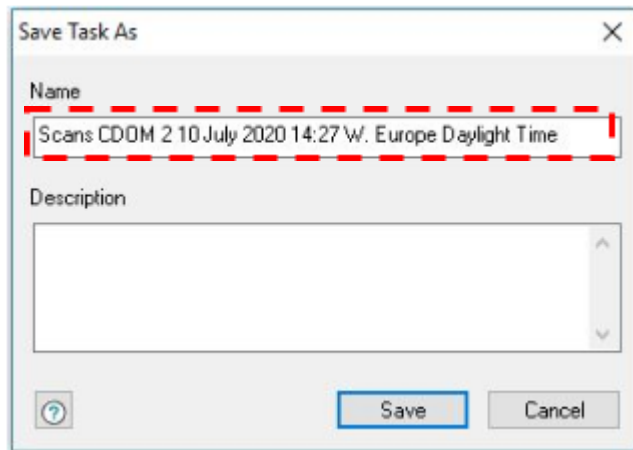 Save Task As
Name
Scans CDOM 2 10 July 2020 14:27 W. Europe Daylight Time
Description
Save
Cancel